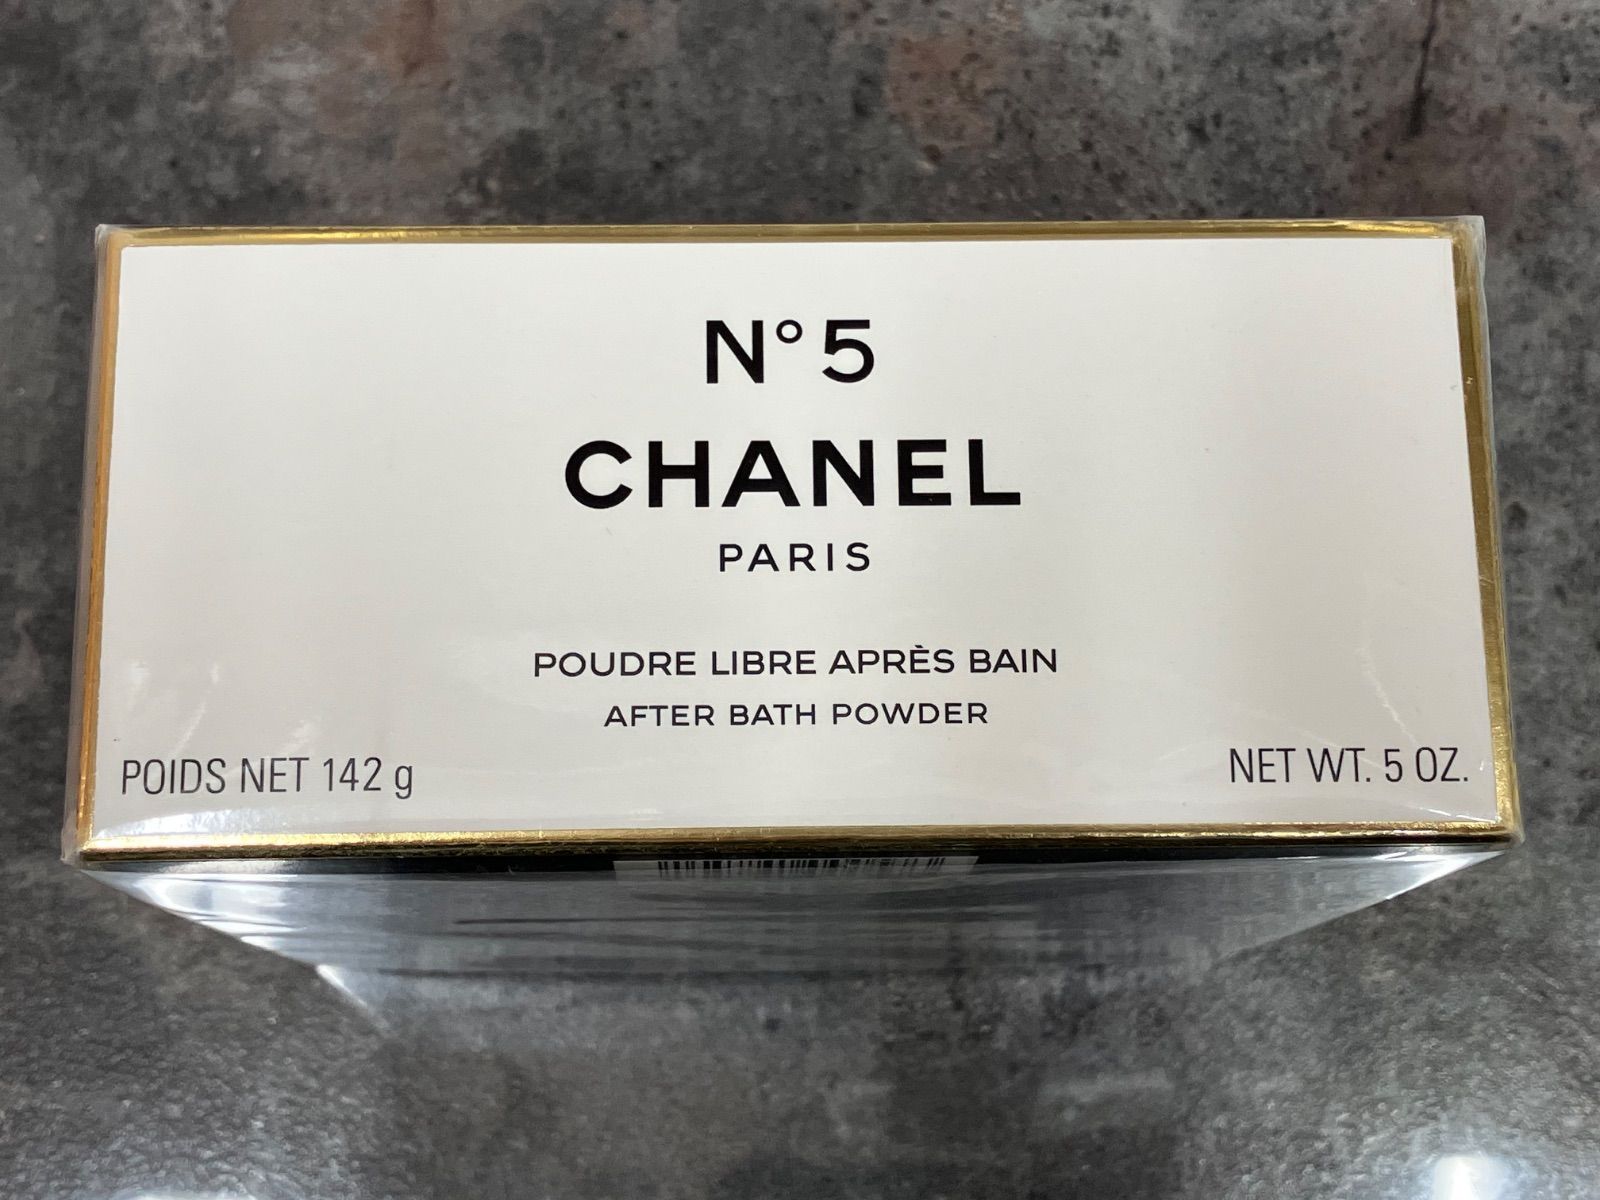 N°5
CHANEL
PARIS
POUDRE LIBRE APRÈS BAIN
AFTER BATH POWDER
POIDS NET 142 g
NET WT. 5 OZ.